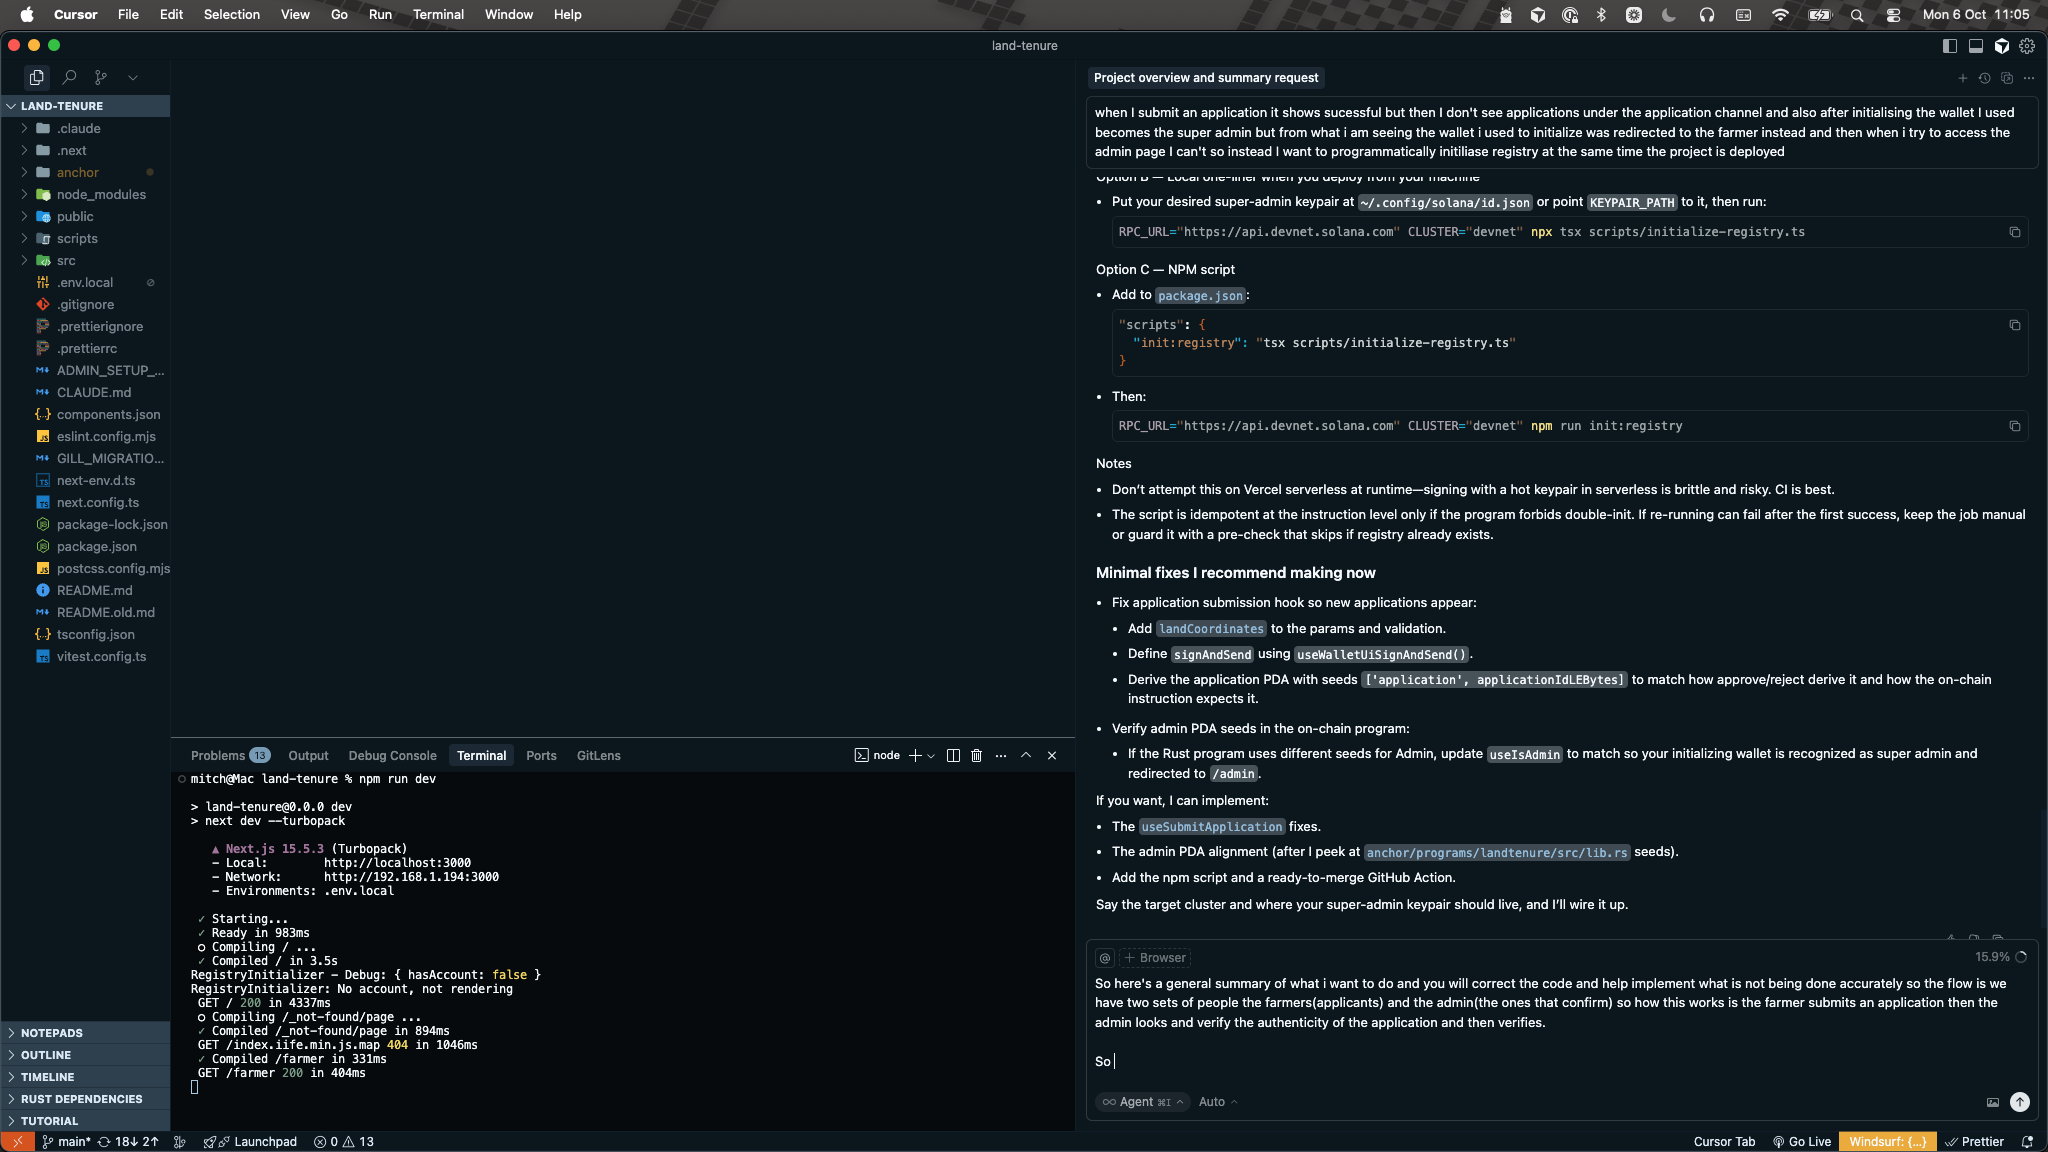 Cursor File Edit Selection View Go Run Terminal Window Help
Mon 6 Oct 11:05
land-tenure
LAND-TENURE
.claude
.next
anchor
node_modules
public
scripts
src
.env.local
.gitignore
.prettierignore
.prettierrc
ADMIN_SETUP_...
CLAUDE.md
components.json
eslint.config.mjs
GILL_MIGRATIO...
next-env.d.ts
next.config.ts
package-lock.json
package.json
postcss.config.mjs
README.md
README.old.md
tsconfig.json
vitest.config.ts
NOTEPADS
OUTLINE
TIMELINE
RUST DEPENDENCIES
TUTORIAL
Problems 13 Output Debug Console Terminal Ports GitLens
node
mitch@Mac land-tenure % npm run dev
> land-tenure@0.0.0 dev
> next dev --turbopack
▲ Next.js 15.5.3 (Turbopack)
- Local: http://localhost:3000
- Network: http://192.168.1.194:3000
- Environments: .env.local
✓ Starting...
✓ Ready in 983ms
○ Compiling / ...
✓ Compiled / in 3.5s
RegistryInitializer - Debug: { hasAccount: false }
RegistryInitializer: No account, not rendering
GET / 200 in 4337ms
○ Compiling /_not-found/page ...
✓ Compiled /_not-found/page in 894ms
GET /index.iife.min.js.map 404 in 1046ms
✓ Compiled /farmer in 331ms
GET /farmer 200 in 404ms
Project overview and summary request
when I submit an application it shows sucessful but then I don't see applications under the application channel and also after initialising the wallet I used
becomes the super admin but from what i am seeing the wallet i used to initialize was redirected to the farmer instead and then when i try to access the
admin page I can't so instead I want to programmatically initiliase registry at the same time the project is deployed
Option B — Local one-liner when you deploy from your machine
• Put your desired super-admin keypair at ~/.config/solana/id.json or point KEYPAIR_PATH to it, then run:
RPC_URL="https://api.devnet.solana.com" CLUSTER="devnet" npx tsx scripts/initialize-registry.ts
Option C — NPM script
• Add to package.json:
"scripts": {
"init:registry": "tsx scripts/initialize-registry.ts"
}
• Then:
RPC_URL="https://api.devnet.solana.com" CLUSTER="devnet" npm run init:registry
Notes
• Don’t attempt this on Vercel serverless at runtime—signing with a hot keypair in serverless is brittle and risky. CI is best.
• The script is idempotent at the instruction level only if the program forbids double-init. If re-running can fail after the first success, keep the job manual
or guard it with a pre-check that skips if registry already exists.
Minimal fixes I recommend making now
• Fix application submission hook so new applications appear:
• Add landCoordinates to the params and validation.
• Define signAndSend using useWalletUiSignAndSend().
• Derive the application PDA with seeds ['application', applicationIdLEBytes] to match how approve/reject derive it and how the on-chain
instruction expects it.
• Verify admin PDA seeds in the on-chain program:
• If the Rust program uses different seeds for Admin, update useIsAdmin to match so your initializing wallet is recognized as super admin and
redirected to /admin.
If you want, I can implement:
• The useSubmitApplication fixes.
• The admin PDA alignment (after I peek at anchor/programs/landtenure/src/lib.rs seeds).
• Add the npm script and a ready-to-merge GitHub Action.
Say the target cluster and where your super-admin keypair should live, and I’ll wire it up.
@ + Browser 15.9%
So here's a general summary of what i want to do and you will correct the code and help implement what is not being done accurately so the flow is we
have two sets of people the farmers(applicants) and the admin(the ones that confirm) so how this works is the farmer submits an application then the
admin looks and verify the authenticity of the application and then verifies.
So
∞ Agent ⌘I Auto
main* 18↓ 2↑ Launchpad 0 13
Cursor Tab Go Live Windsurf: {...} Prettier